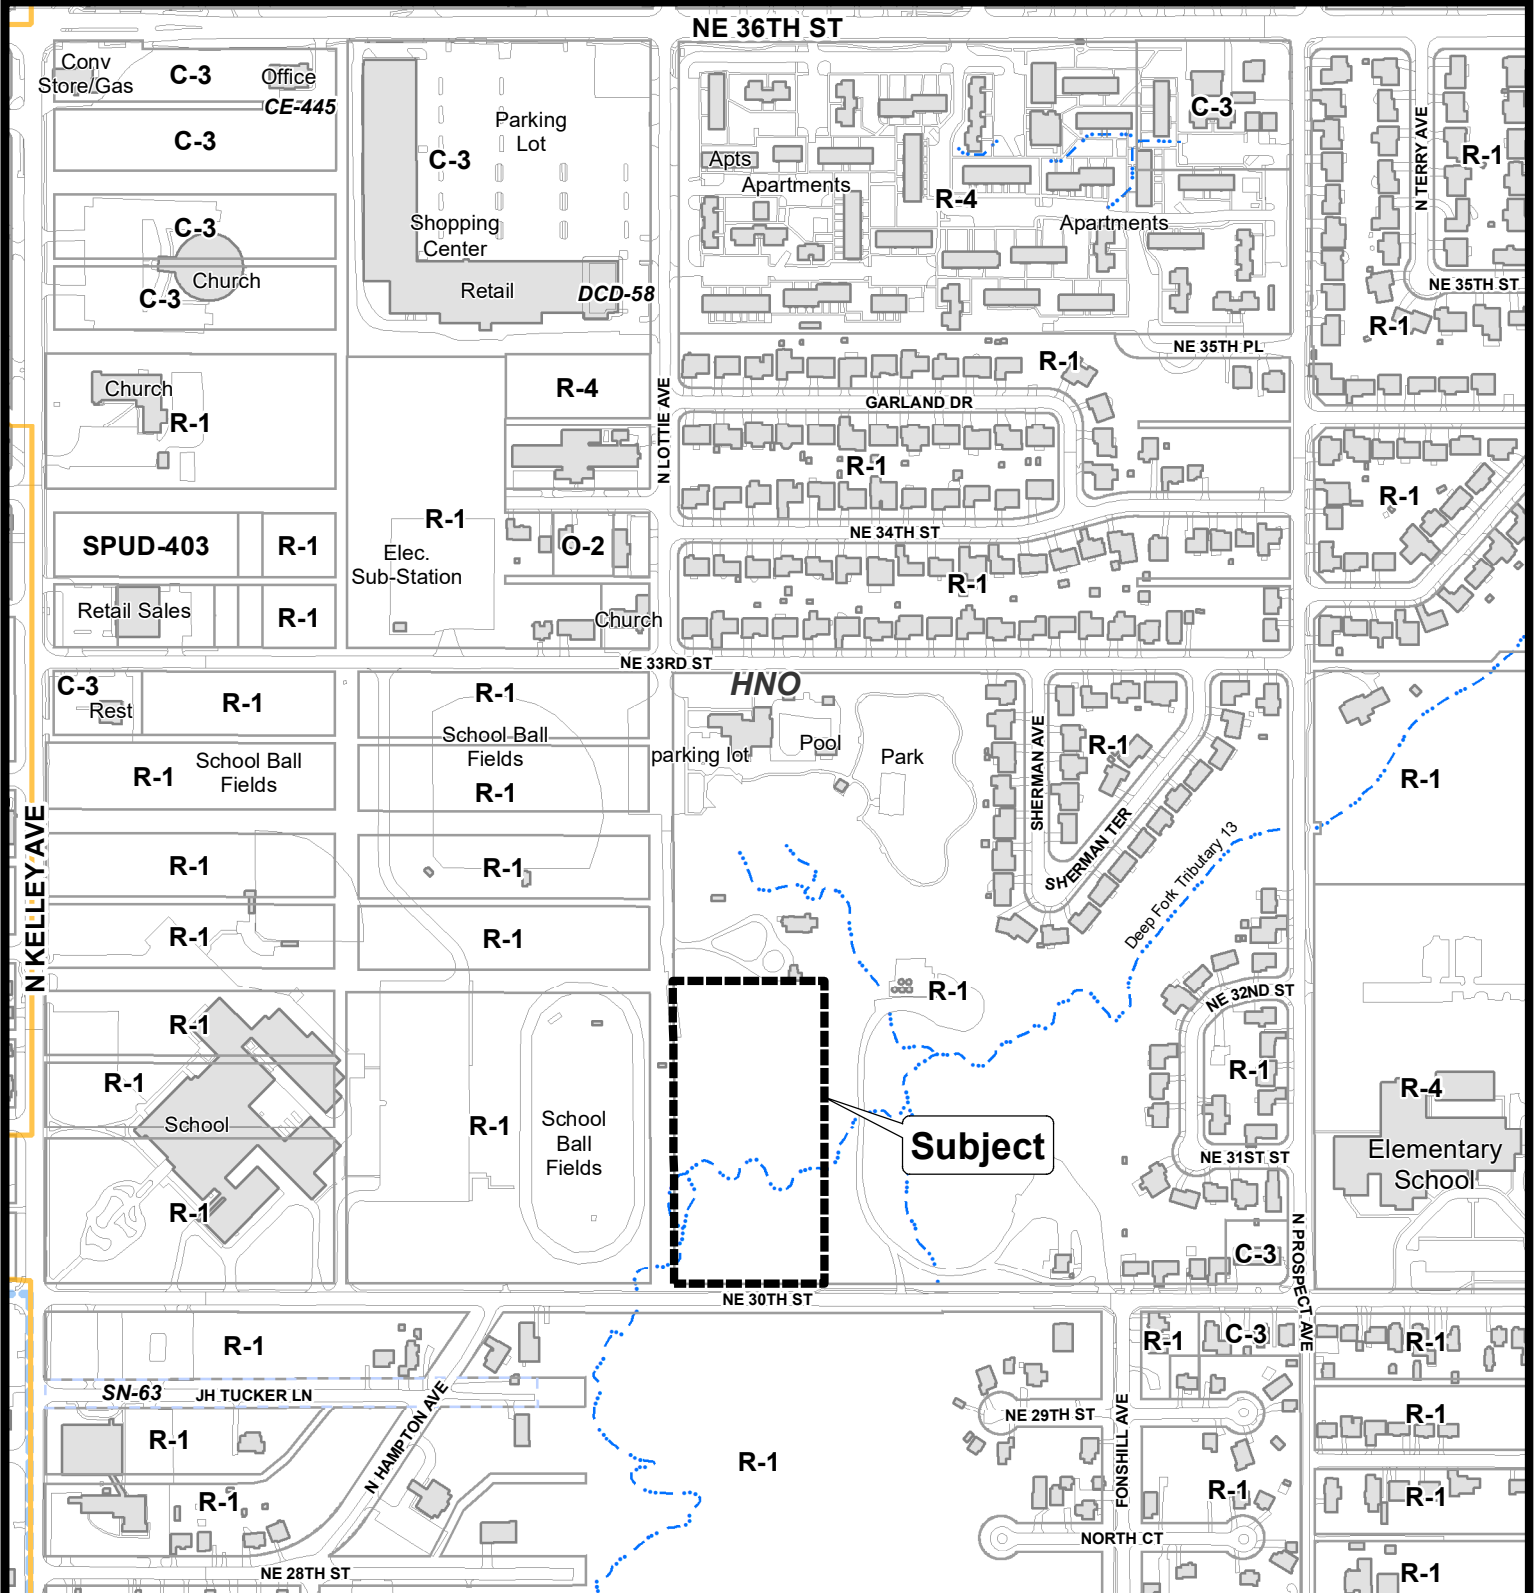 NE 36TH ST
Conv
Store/Gas
C-3
Office
CE-445
C-3
C-3
Church
C-3
Parking
Lot
C-3
Shopping
Center
Retail
DCD-58
Apts
Apartments
R-4
Apartments
C-3
N TERRY AVE
R-1
NE 35TH ST
R-1
NE 35TH PL
R-1
GARLAND DR
N LOTTIE AVE
R-4
Church
R-1
R-1
R-1
R-1
Elec.
Sub-Station
O-2
NE 34TH ST
R-1
SPUD-403
R-1
Retail Sales
R-1
Church
NE 33RD ST
HNO
C-3
Rest
R-1
R-1
School Ball
Fields
R-1
School Ball
Fields
R-1
parking lot
Pool
Park
SHERMAN AVE
R-1
SHERMAN TER
R-1
Deep Fork Tributary 13
N KELLEY AVE
R-1
R-1
R-1
R-1
R-1
NE 32ND ST
R-1
R-1
School
R-1
R-1
School
Ball
Fields
Subject
R-1
NE 31ST ST
R-4
Elementary
School
C-3
N PROSPECT AVE
NE 30TH ST
R-1
R-1
C-3
R-1
SN-63
JH TUCKER LN
N HAMPTON AVE
R-1
R-1
R-1
NE 29TH ST
FONSHILL AVE
R-1
R-1
R-1
NORTH CT
NE 28TH ST
R-1